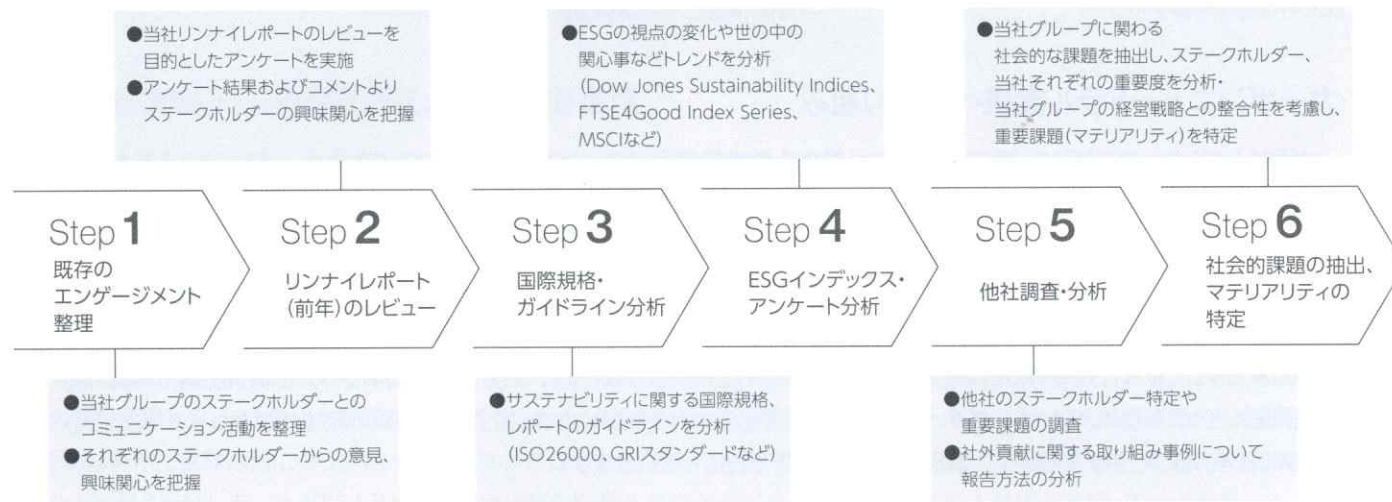 ●当社リンナイレポートのレビューを
目的としたアンケートを実施
●アンケート結果およびコメントより
ステークホルダーの興味関心を把握
●ESGの視点の変化や世の中の
関心事などトレンドを分析
(Dow Jones Sustainability Indices、
FTSE4Good Index Series、
MSCIなど)
●当社グループに関わる
社会的な課題を抽出し、ステークホルダー、
当社それぞれの重要度を分析・
当社グループの経営戦略との整合性を考慮し、
重要課題(マテリアリティ)を特定
Step 1
既存の
エンゲージメント
整理
Step 2
リンナイレポート
(前年)のレビュー
Step 3
国際規格・
ガイドライン分析
Step 4
ESGインデックス・
アンケート分析
Step 5
他社調査・分析
Step 6
社会的課題の抽出、
マテリアリティの
特定
●当社グループのステークホルダーとの
コミュニケーション活動を整理
●それぞれのステークホルダーからの意見、
興味関心を把握
●サステナビリティに関する国際規格、
レポートのガイドラインを分析
(ISO26000、GRIスタンダードなど)
●他社のステークホルダー特定や
重要課題の調査
●社外貢献に関する取り組み事例について
報告方法の分析